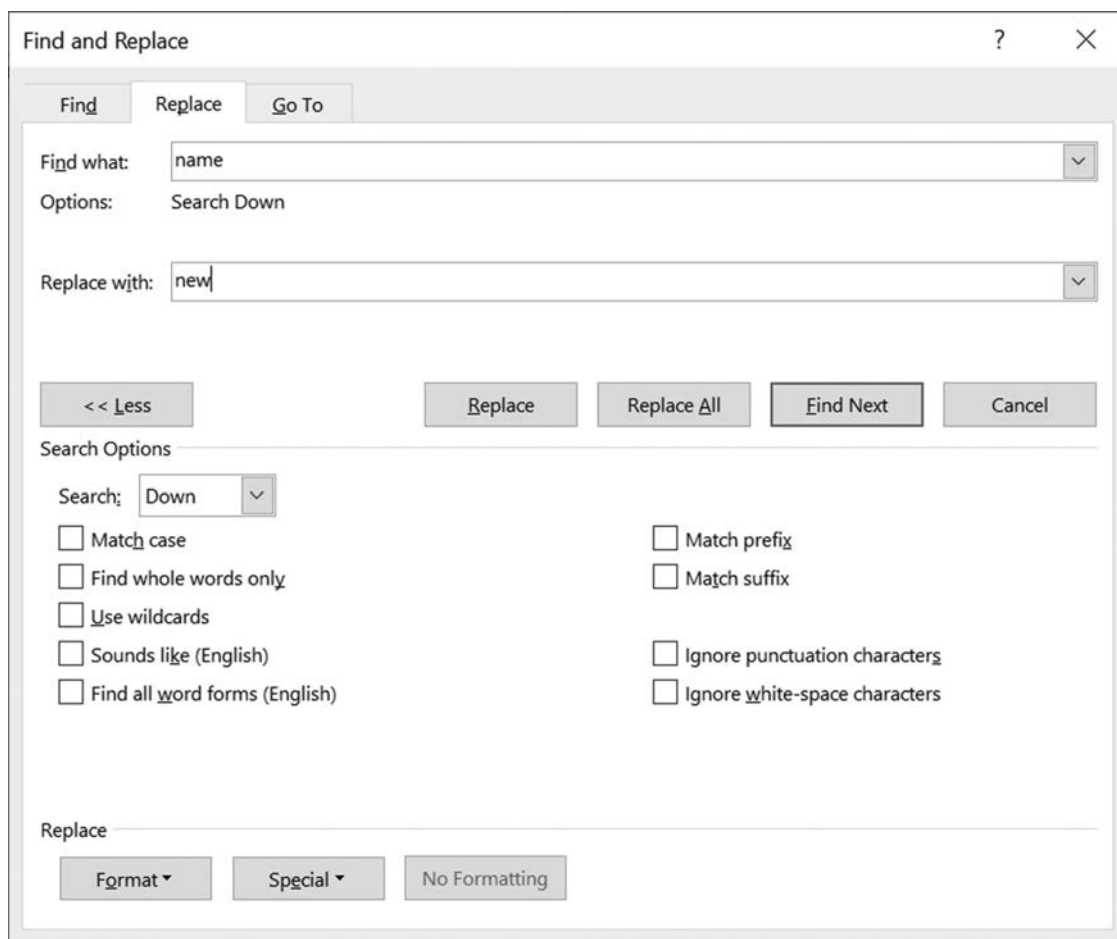 Find and Replace ?
Find Replace Go To
Find what: name
Options: Search Down
Replace with: new
<< Less Replace Replace All Find Next Cancel
Search Options
Search: Down
Match case Match prefix
Find whole words only Match suffix
Use wildcards
Sounds like (English) Ignore punctuation characters
Find all word forms (English) Ignore white-space characters
Replace
Format Special No Formatting